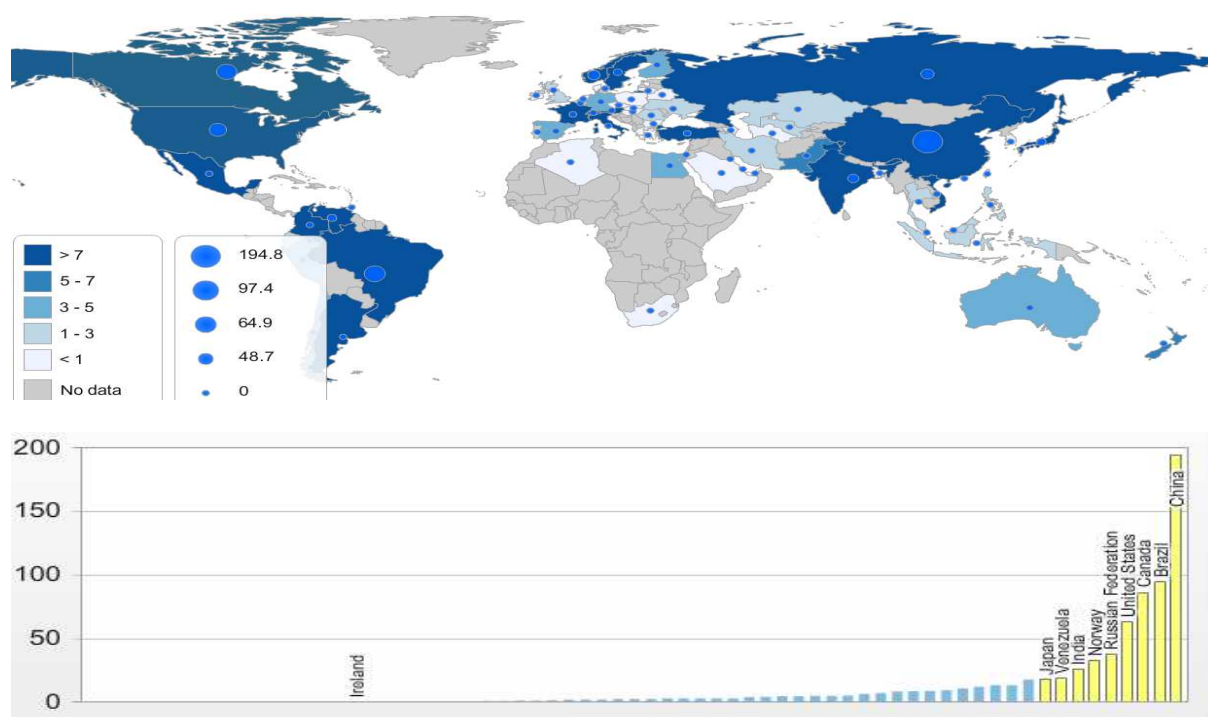 > 7
5 - 7
3 - 5
1 - 3
< 1
No data
194.8
97.4
64.9
48.7
0
200
150
100
50
0
Ireland
Japan
Venezuela
India
Norway
Russian Federation
United States
Canada
Brazil
China